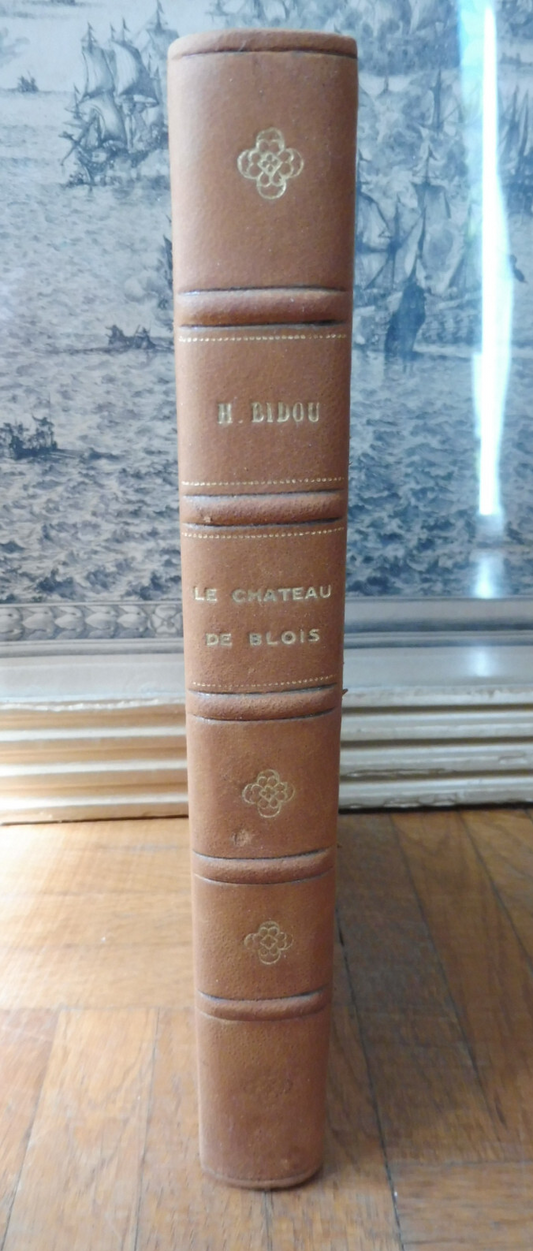 H. BIDOU
LE CHATEAU
DE BLOIS